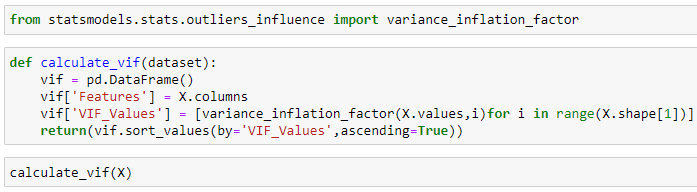 from statsmodels.stats.outliers_influence import variance_inflation_factor
def calculate_vif(dataset):
    vif = pd.DataFrame()
    vif['Features'] = X.columns
    vif['VIF_Values'] = [variance_inflation_factor(X.values,i)for i in range(X.shape[1])]
    return(vif.sort_values(by='VIF_Values',ascending=True))
calculate_vif(X)